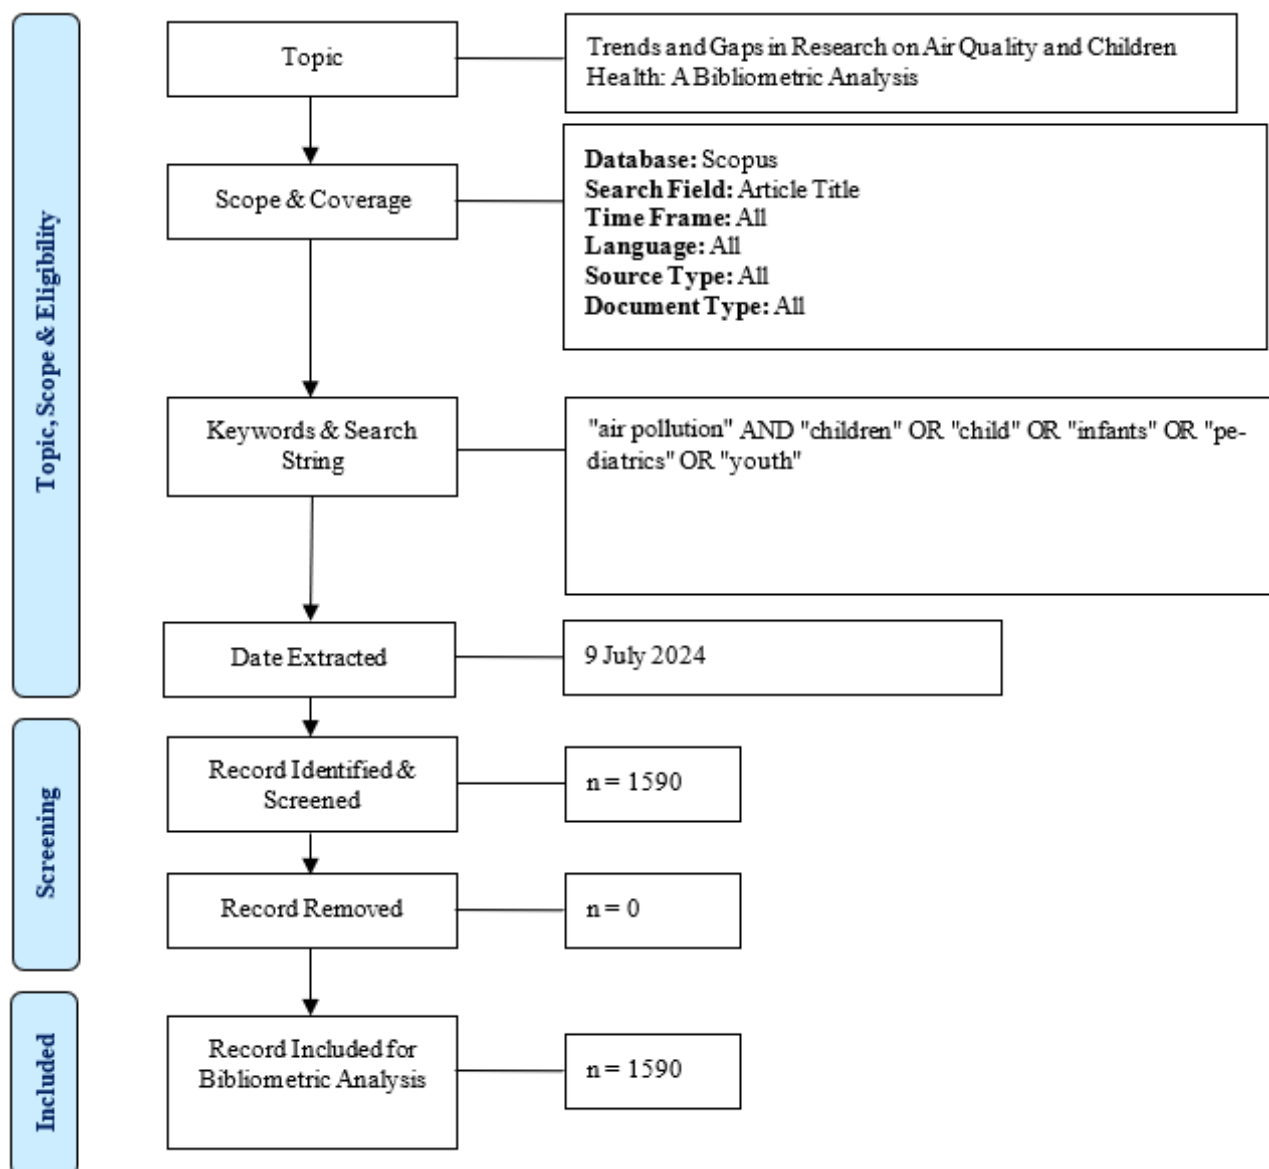 Topic, Scope & Eligibility
Topic
Trends and Gaps in Research on Air Quality and Children
Health: A Bibliometric Analysis
Scope & Coverage
Database: Scopus
Search Field: Article Title
Time Frame: All
Language: All
Source Type: All
Document Type: All
Keywords & Search
String
"air pollution" AND "children" OR "child" OR "infants" OR "pe-
diatrics" OR "youth"
Date Extracted
9 July 2024
Screening
Record Identified &
Screened
n = 1590
Record Removed
n = 0
Included
Record Included for
Bibliometric Analysis
n = 1590